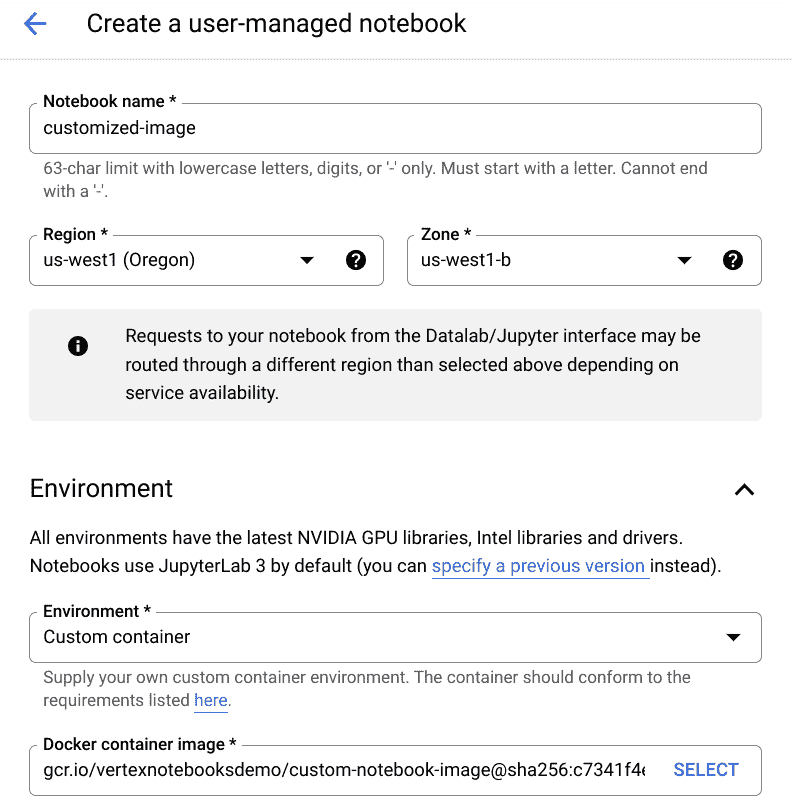 Create a user-managed notebook
Notebook name *
customized-image
63-char limit with lowercase letters, digits, or '-' only. Must start with a letter. Cannot end
with a '-'.
Region *
us-west1 (Oregon)
Zone *
us-west1-b
Requests to your notebook from the Datalab/Jupyter interface may be
routed through a different region than selected above depending on
service availability.
Environment
All environments have the latest NVIDIA GPU libraries, Intel libraries and drivers.
Notebooks use JupyterLab 3 by default (you can specify a previous version instead).
Environment *
Custom container
Supply your own custom container environment. The container should conform to the
requirements listed here.
Docker container image *
gcr.io/vertexnotebooksdemo/custom-notebook-image@sha256:c7341f4e SELECT